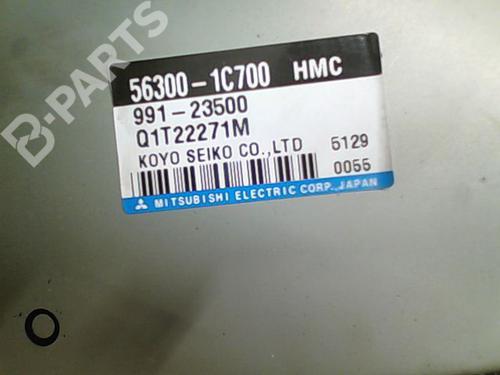 B-PARTS
56300-1C700 HMC
991-23500
Q1T22271M
KOYO SEIKO CO.,LTD 5129
0055
MITSUBISHI ELECTRIC CORP.,JAPAN
O